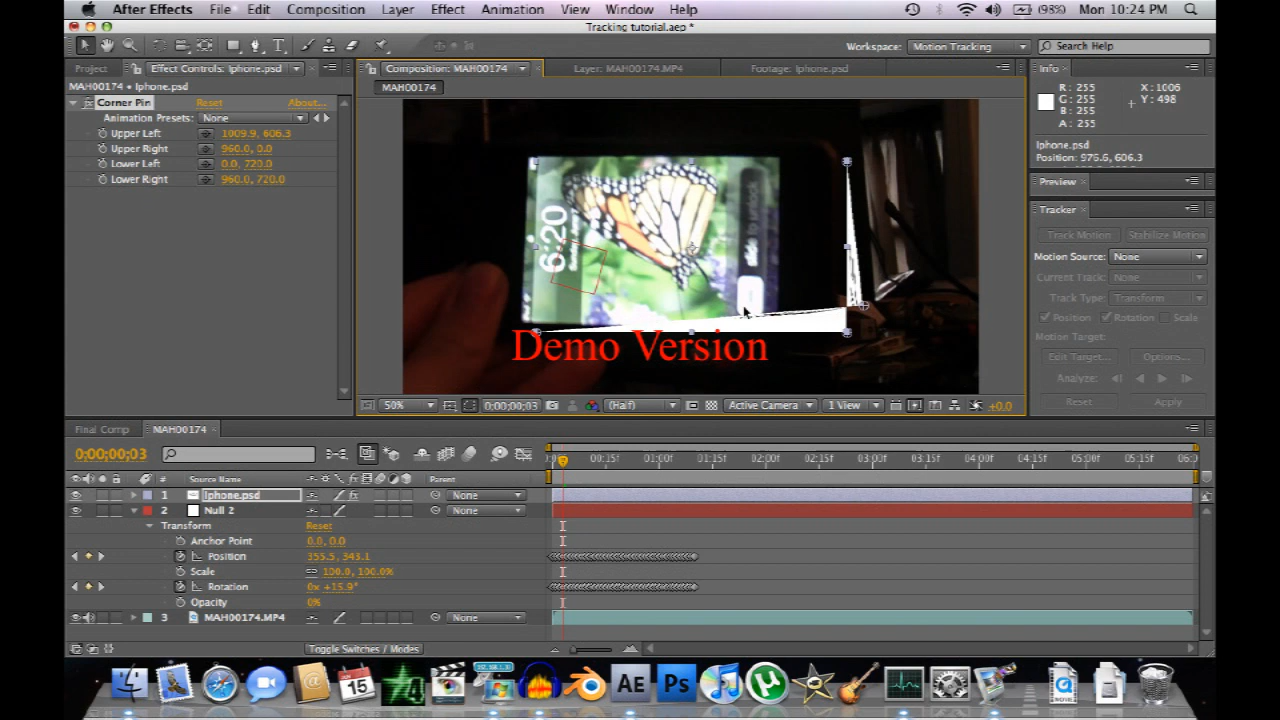 After Effects File Edit Composition Layer Effect Animation View Window Help (98%) Mon 10:24 PM
Tracking tutorial.aep *
Workspace: Motion Tracking Search Help
Project Effect Controls: Iphone.psd Composition: MAH00174 Layer: MAH00174.MP4 Footage: Iphone.psd Info
MAH00174 • Iphone.psd MAH00174
Corner Pin Reset About...
Animation Presets: None
Upper Left 1009.9, 606.3
Upper Right 960.0, 0.0
Lower Left 0.0, 720.0
Lower Right 960.0, 720.0
R: 255 X: 1006
G: 255 Y: 498
B: 255
A: 255
Iphone.psd
Position: 975.6, 606.3
Preview
Tracker
Track Motion Stabilize Motion
Motion Source: None
Current Track: None
Track Type: Transform
Position Rotation Scale
Motion Target:
Edit Target... Options...
Analyze:
Reset Apply
6:20
slide to unlock
Demo Version
50% 0;00;00;03 (Half) Active Camera 1 View +0.0
Final Comp MAH00174
0;00;00;03
00:15f 01:00f 01:15f 02:00f 02:15f 03:00f 03:15f 04:00f 04:15f 05:00f 05:15f 06:0
# Source Name Parent
1 Iphone.psd None
2 Null 2 None
Transform Reset
Anchor Point 0.0, 0.0
Position 355.5, 343.1
Scale 100.0, 100.0%
Rotation 0x +15.9°
Opacity 0%
3 MAH00174.MP4 None
Toggle Switches / Modes
15 AE Ps